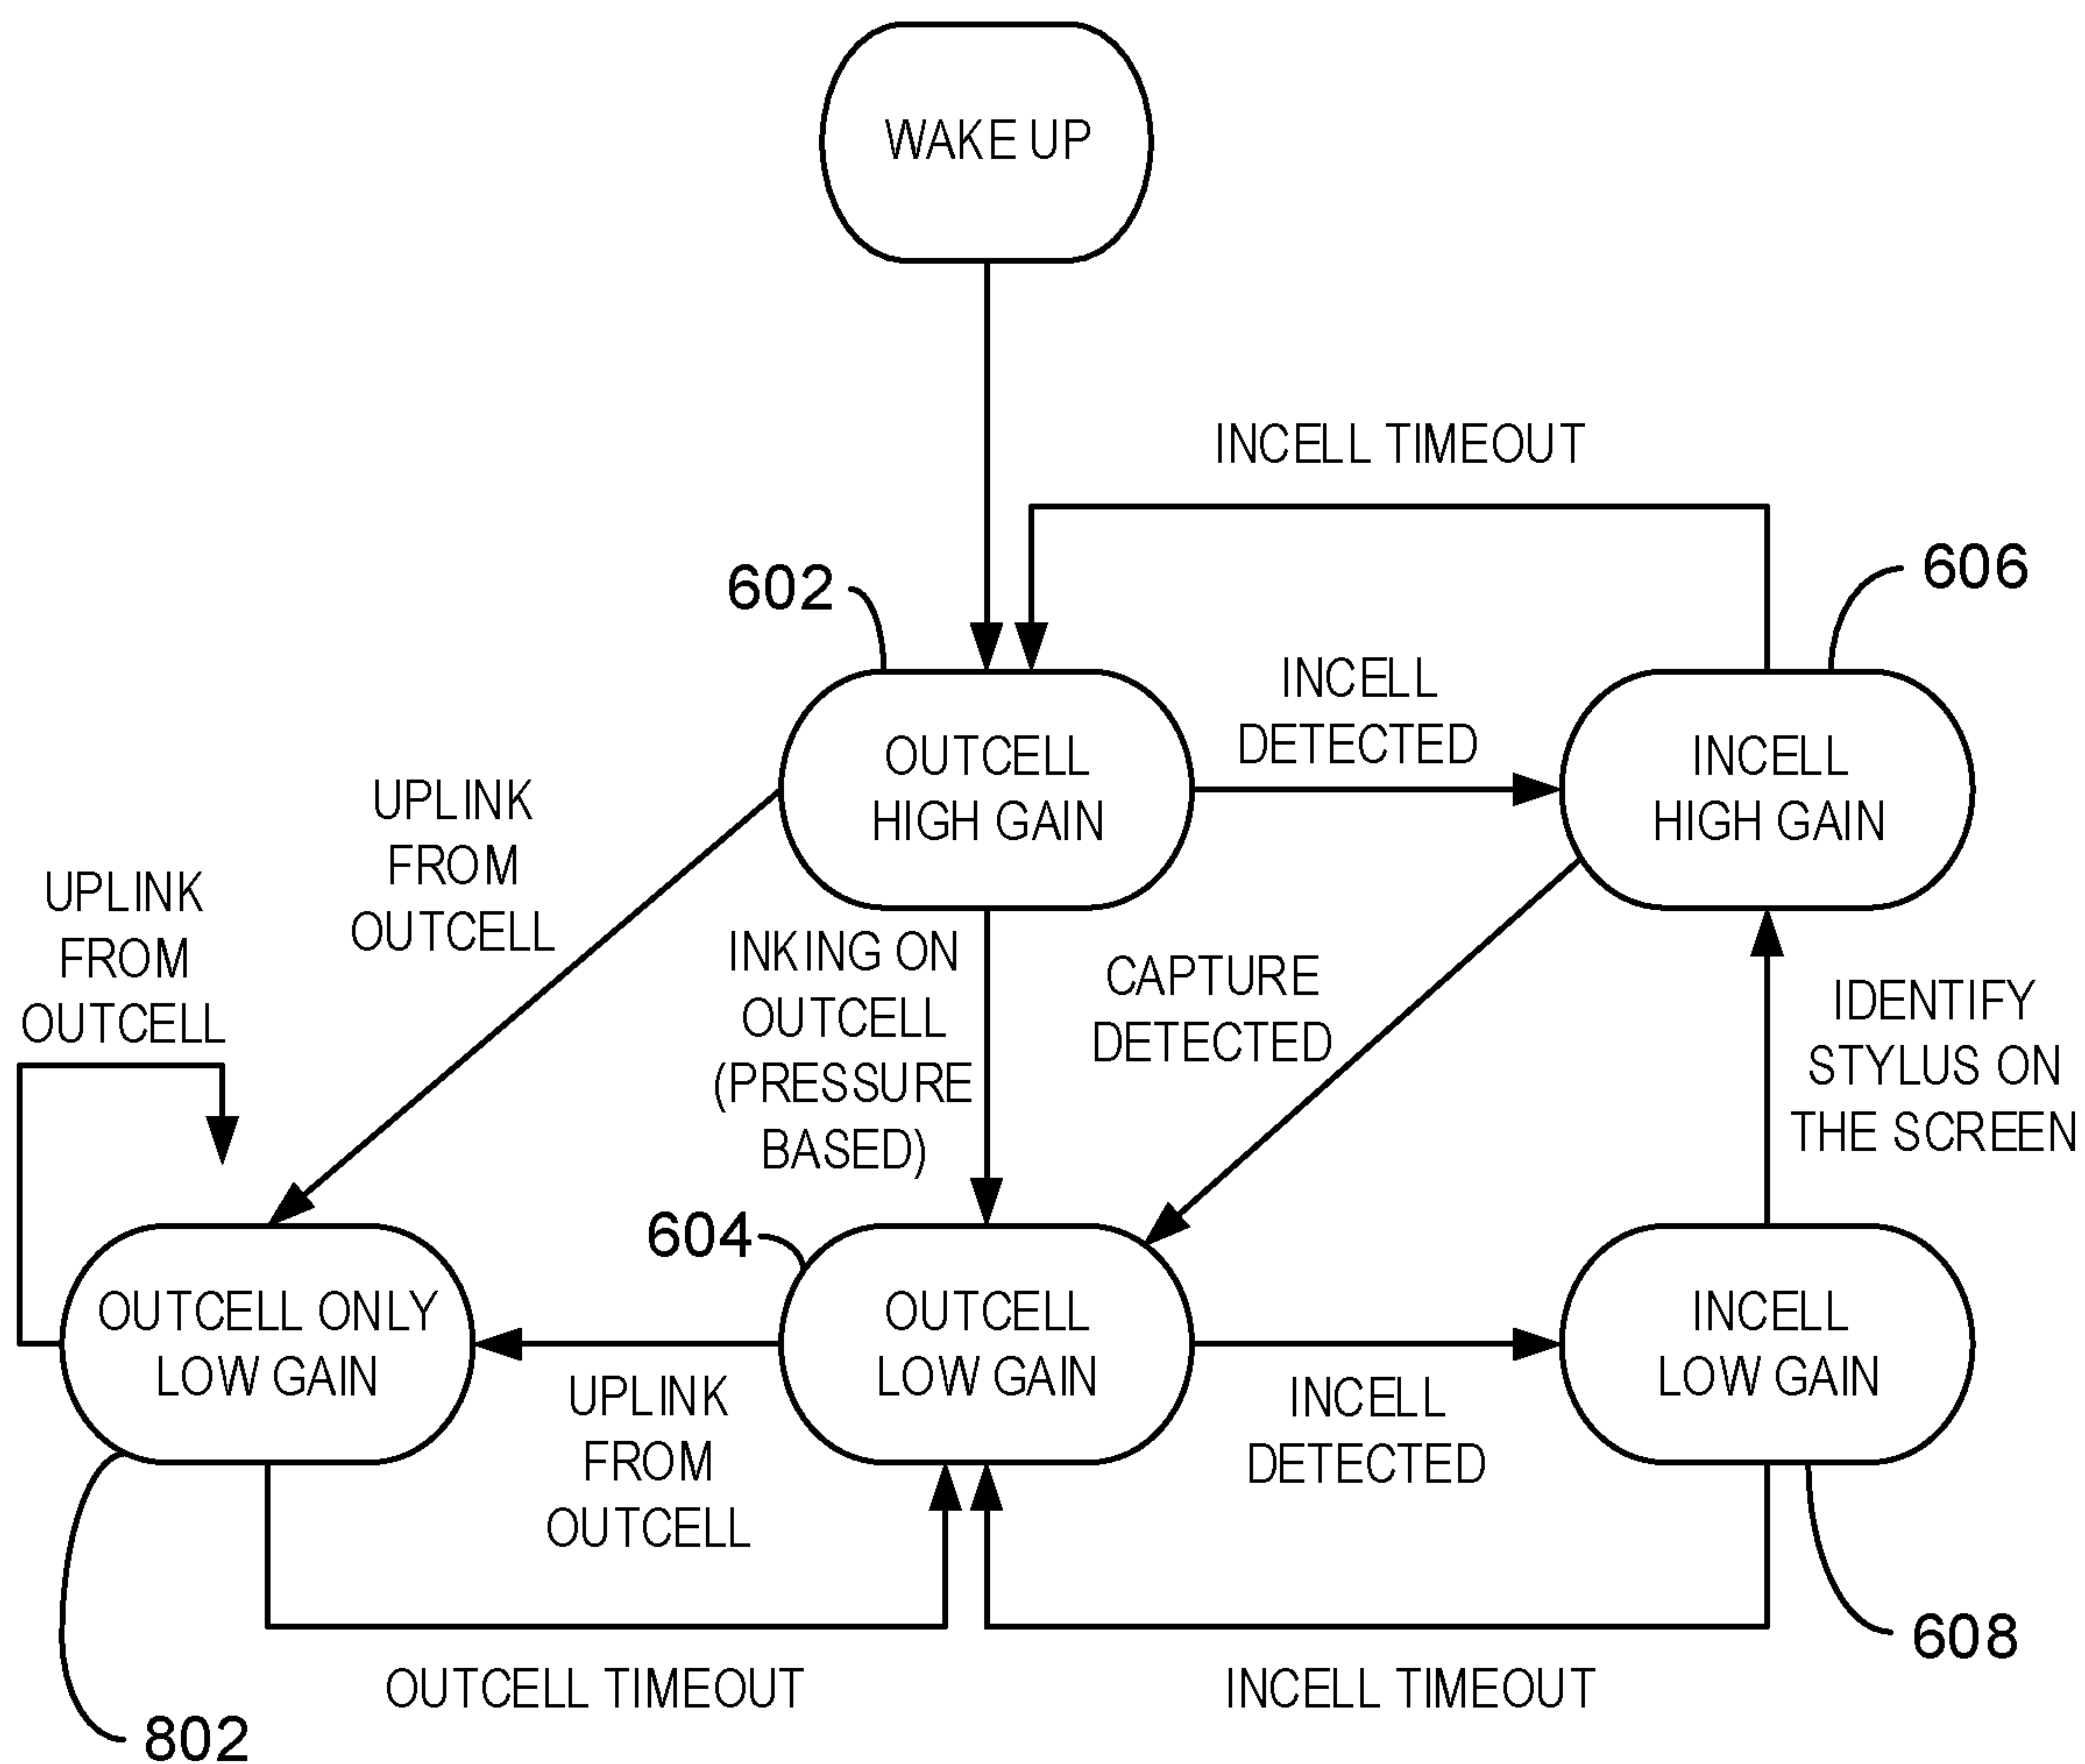 WAKE UP
INCELL TIMEOUT
602
606
INCELL
DETECTED
OUTCELL
HIGH GAIN
INCELL
HIGH GAIN
UPLINK
FROM
OUTCELL
UPLINK
FROM
OUTCELL
INKING ON
OUTCELL
(PRESSURE
BASED)
CAPTURE
DETECTED
IDENTIFY
STYLUS ON
THE SCREEN
604
OUTCELL ONLY
LOW GAIN
OUTCELL
LOW GAIN
INCELL
LOW GAIN
UPLINK
FROM
OUTCELL
INCELL
DETECTED
608
OUTCELL TIMEOUT
INCELL TIMEOUT
802